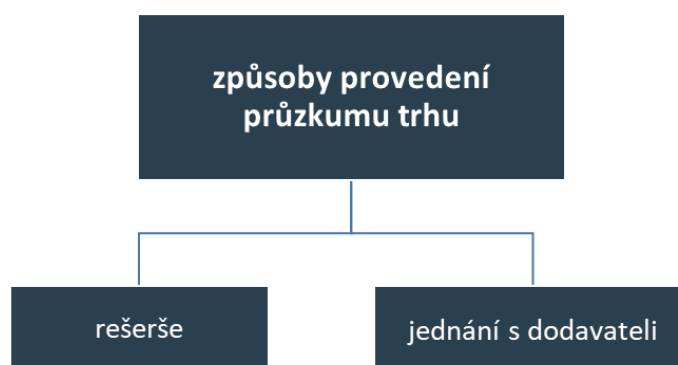 způsoby provedení
průzkumu trhu
rešerše
jednání s dodavateli